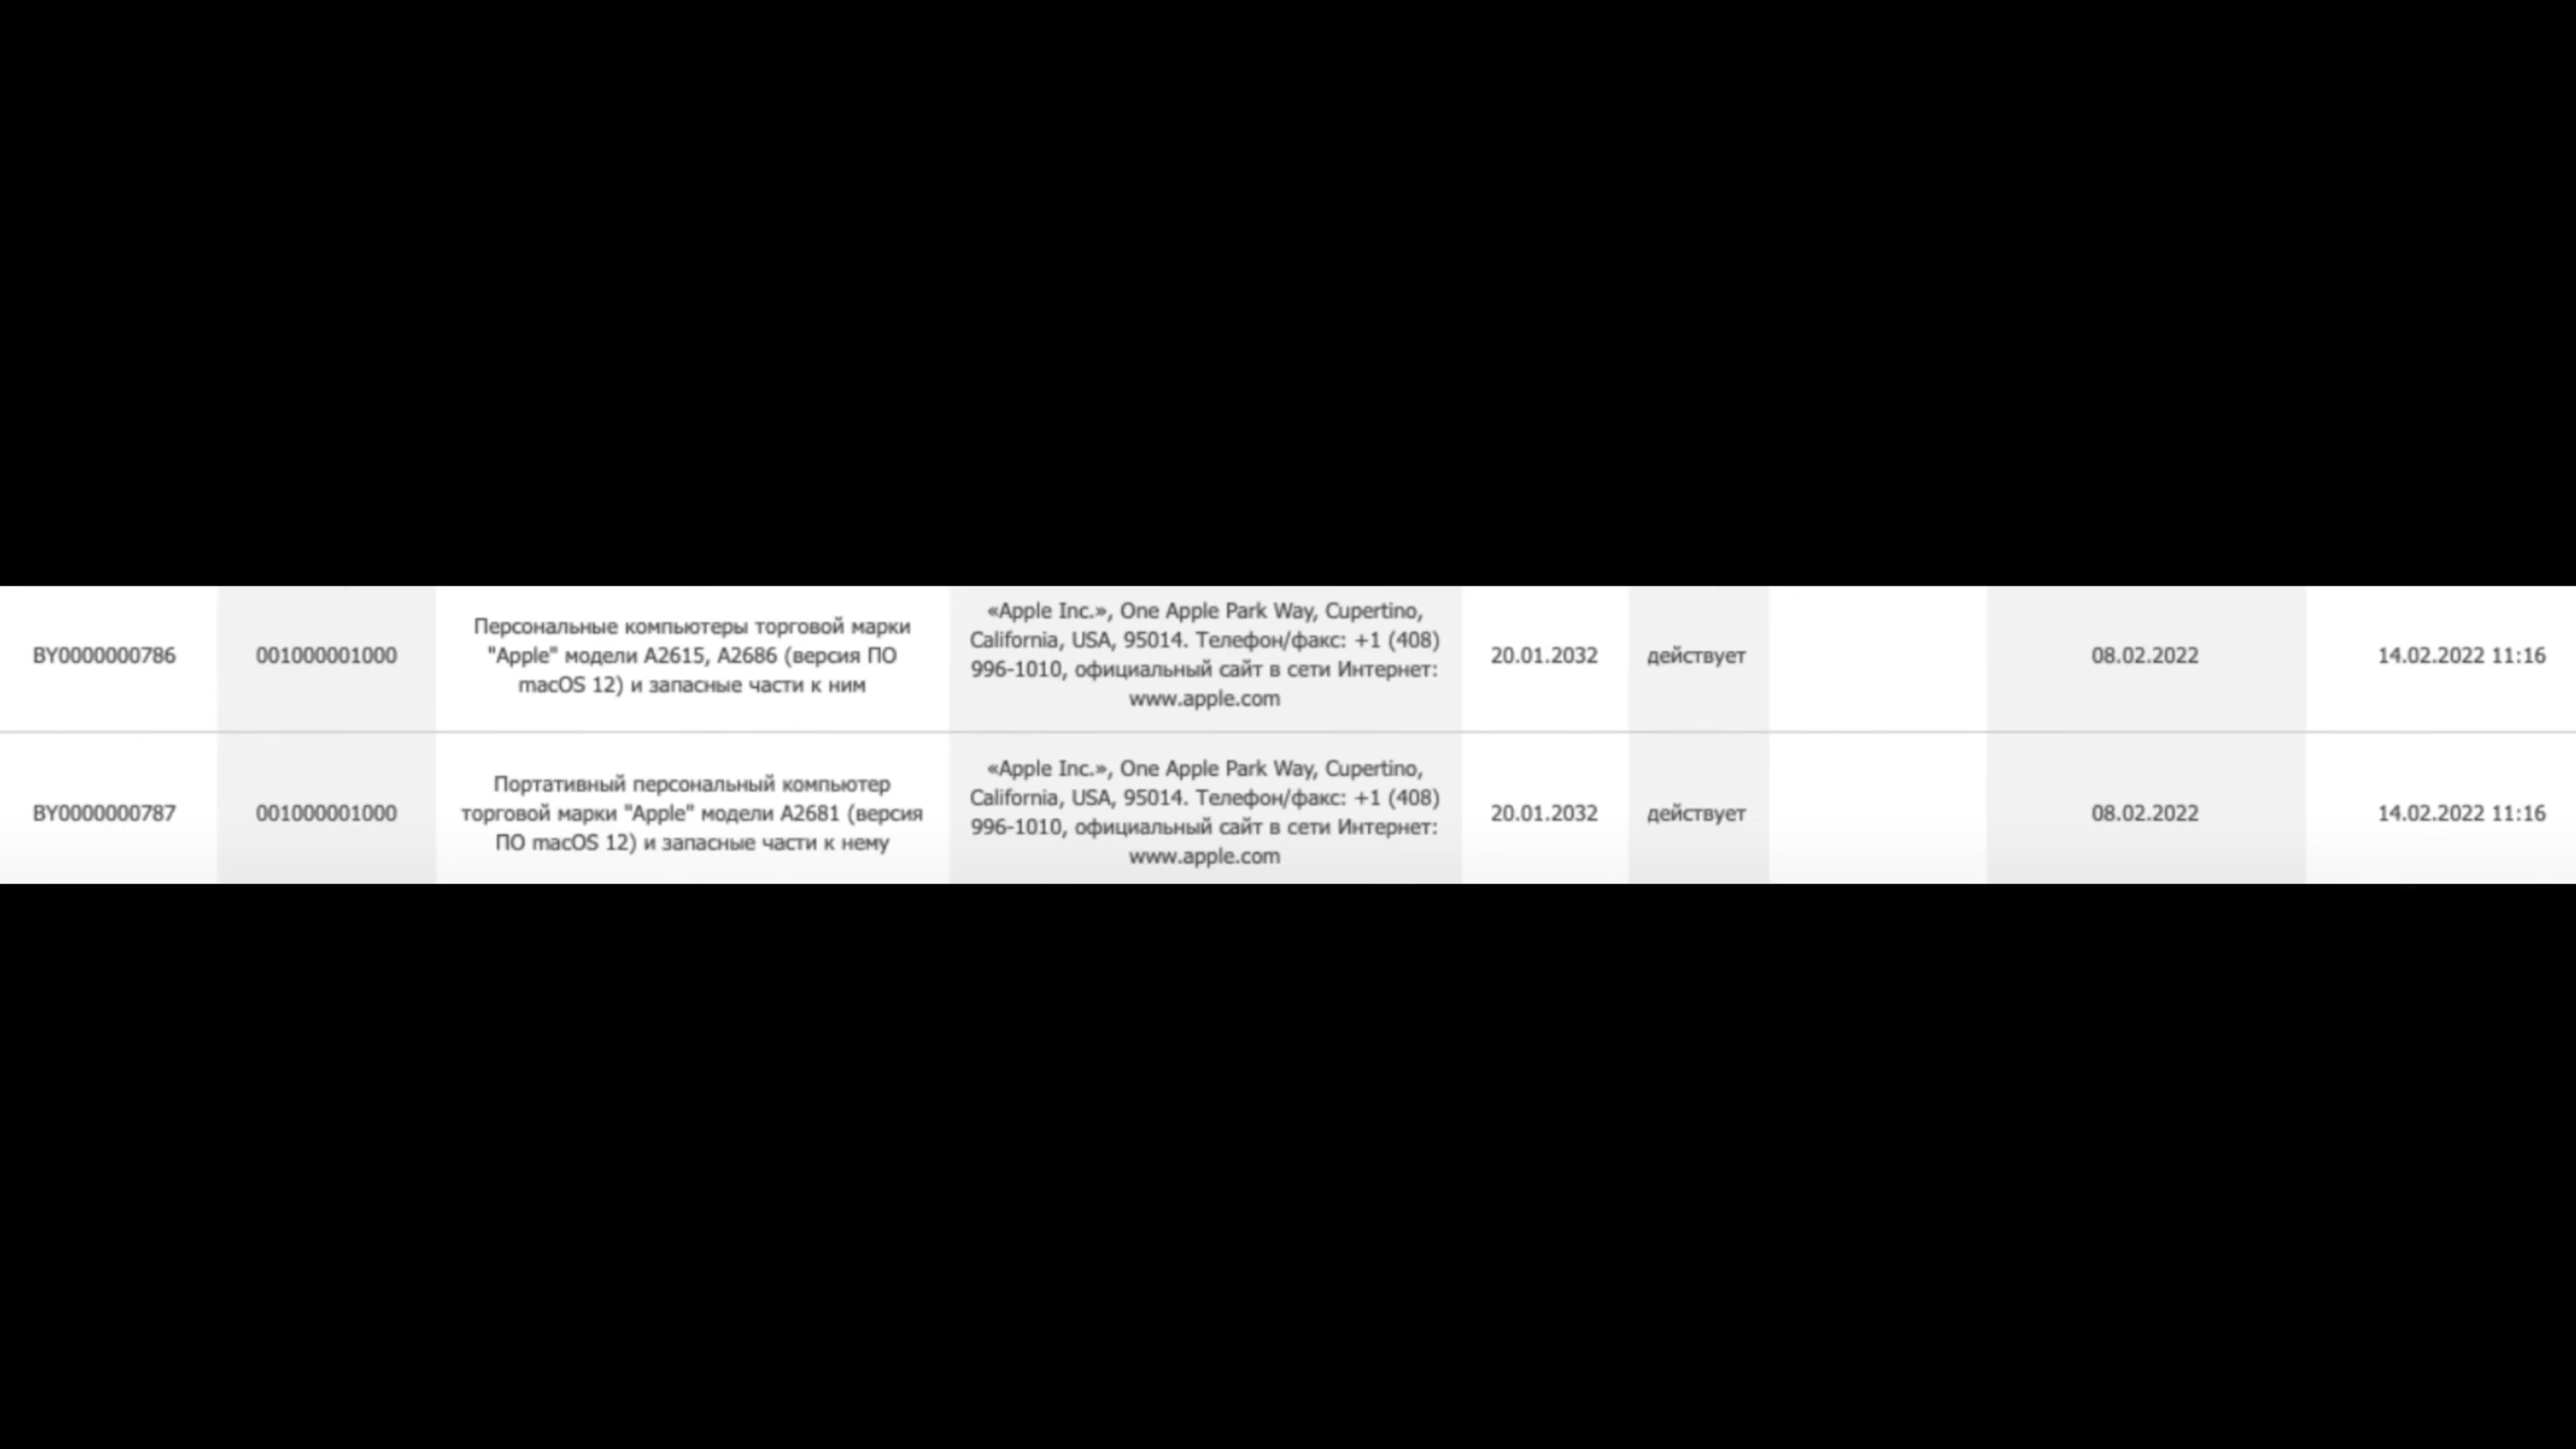 BY0000000786
001000001000
Персональные компьютеры торговой марки
"Apple" модели A2615, A2686 (версия ПО
macOS 12) и запасные части к ним
«Apple Inc.», One Apple Park Way, Cupertino,
California, USA, 95014. Телефон/факс: +1 (408)
996-1010, официальный сайт в сети Интернет:
www.apple.com
20.01.2032
действует
08.02.2022
14.02.2022 11:16
BY0000000787
001000001000
Портативный персональный компьютер
торговой марки "Apple" модели A2681 (версия
ПО macOS 12) и запасные части к нему
«Apple Inc.», One Apple Park Way, Cupertino,
California, USA, 95014. Телефон/факс: +1 (408)
996-1010, официальный сайт в сети Интернет:
www.apple.com
20.01.2032
действует
08.02.2022
14.02.2022 11:16